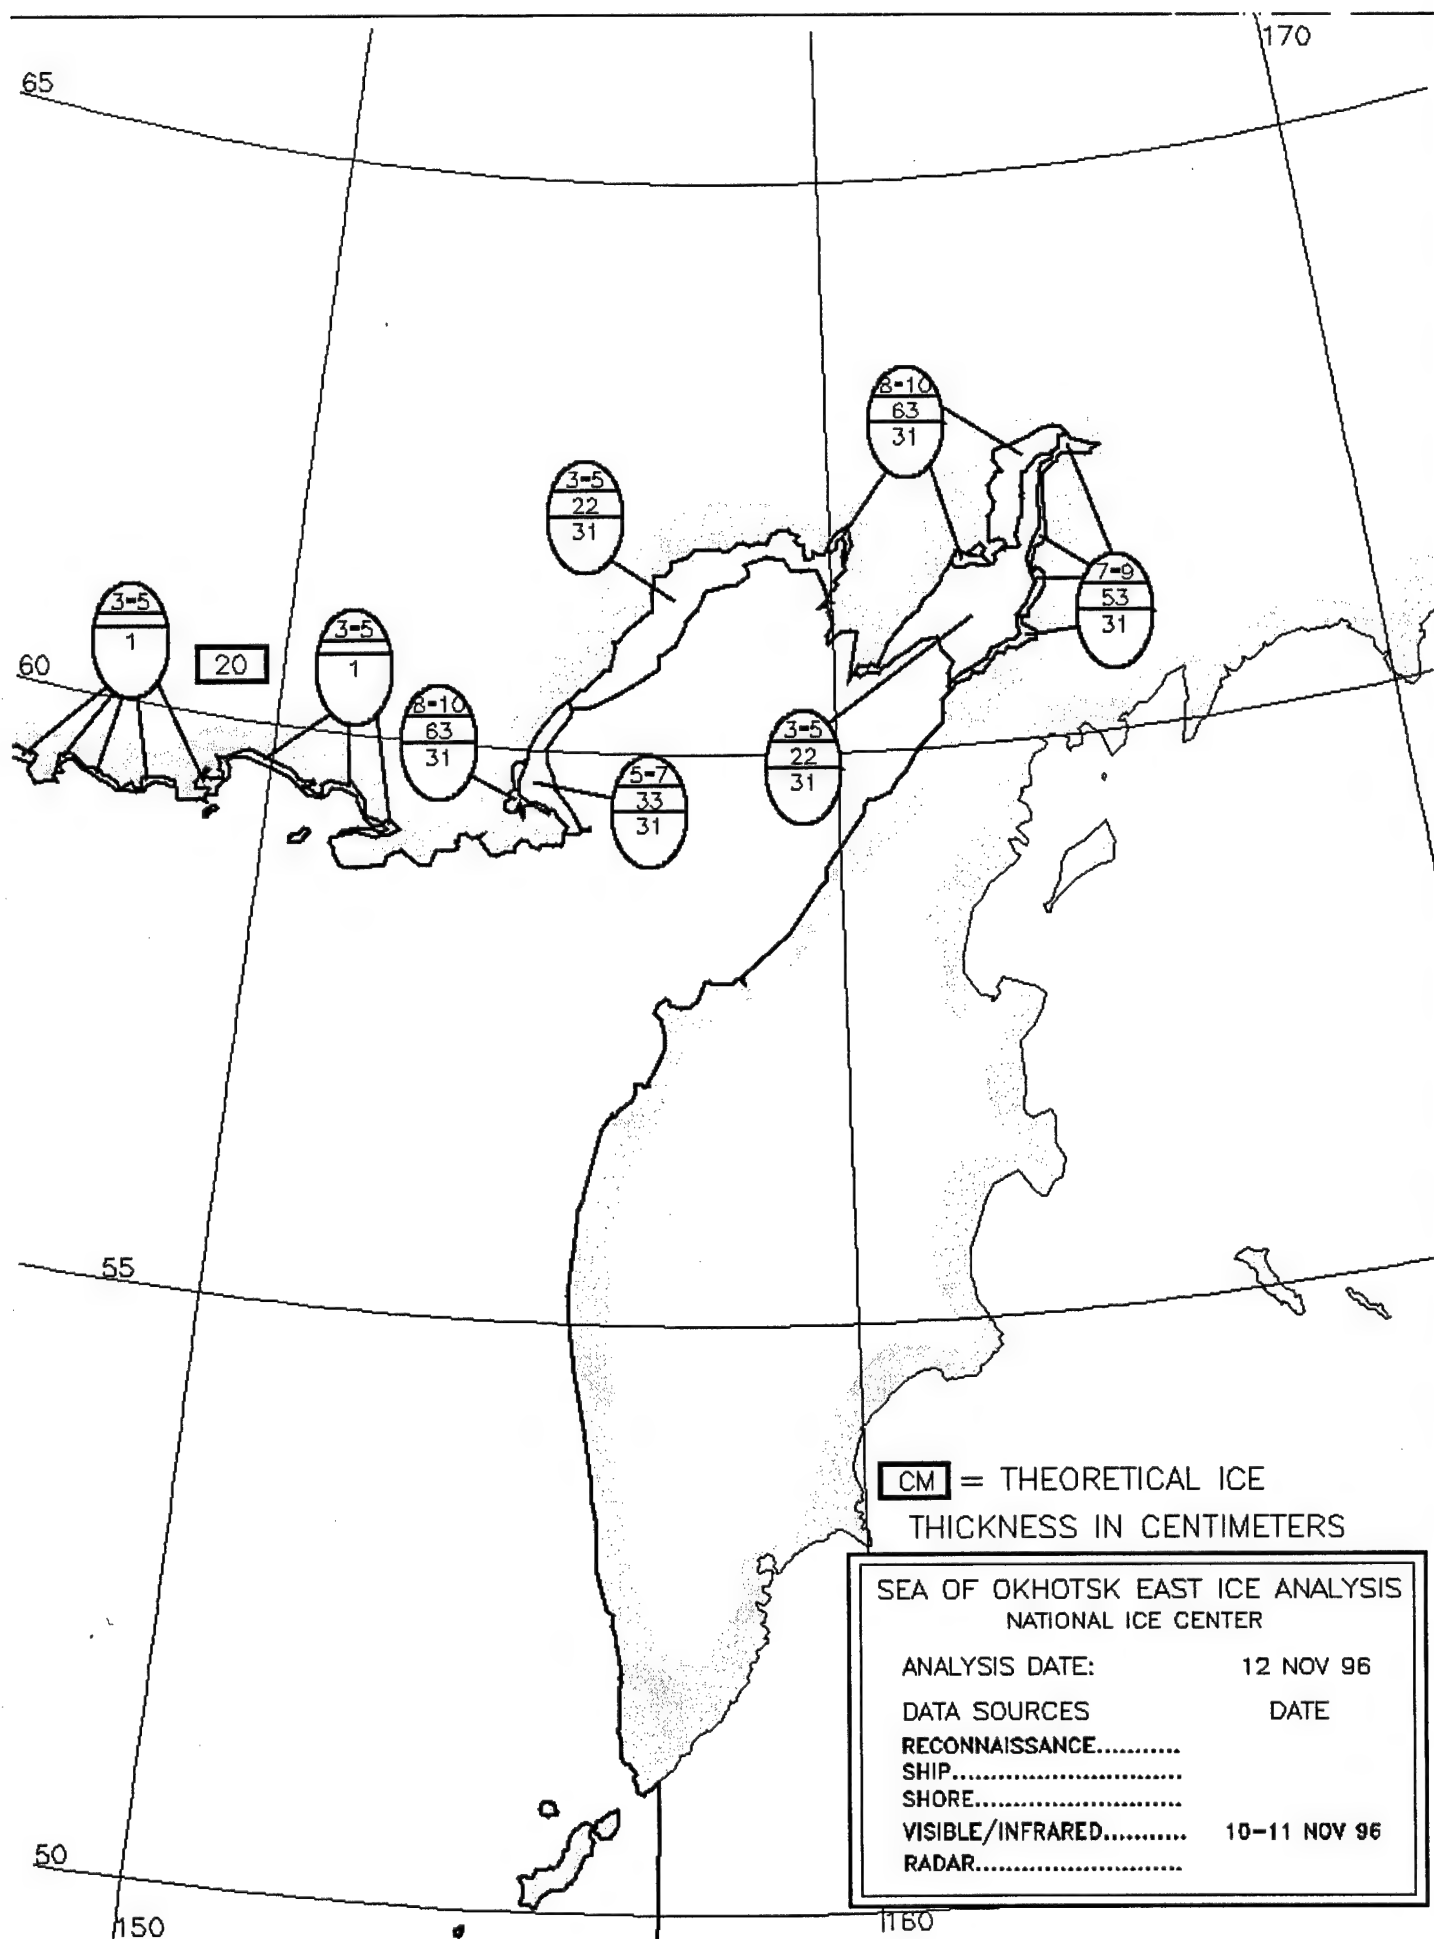 170
65
8-10
63
31
3-5
22
31
7-9
53
31
3-5
1
20
3-5
1
60
8-10
63
31
3-5
22
31
5-7
33
31
55
CM = THEORETICAL ICE
THICKNESS IN CENTIMETERS
SEA OF OKHOTSK EAST ICE ANALYSIS
NATIONAL ICE CENTER
ANALYSIS DATE: 12 NOV 96
DATA SOURCES DATE
RECONNAISSANCE...........
SHIP...........................
SHORE........................
VISIBLE/INFRARED........... 10-11 NOV 96
RADAR........................
50
150
160